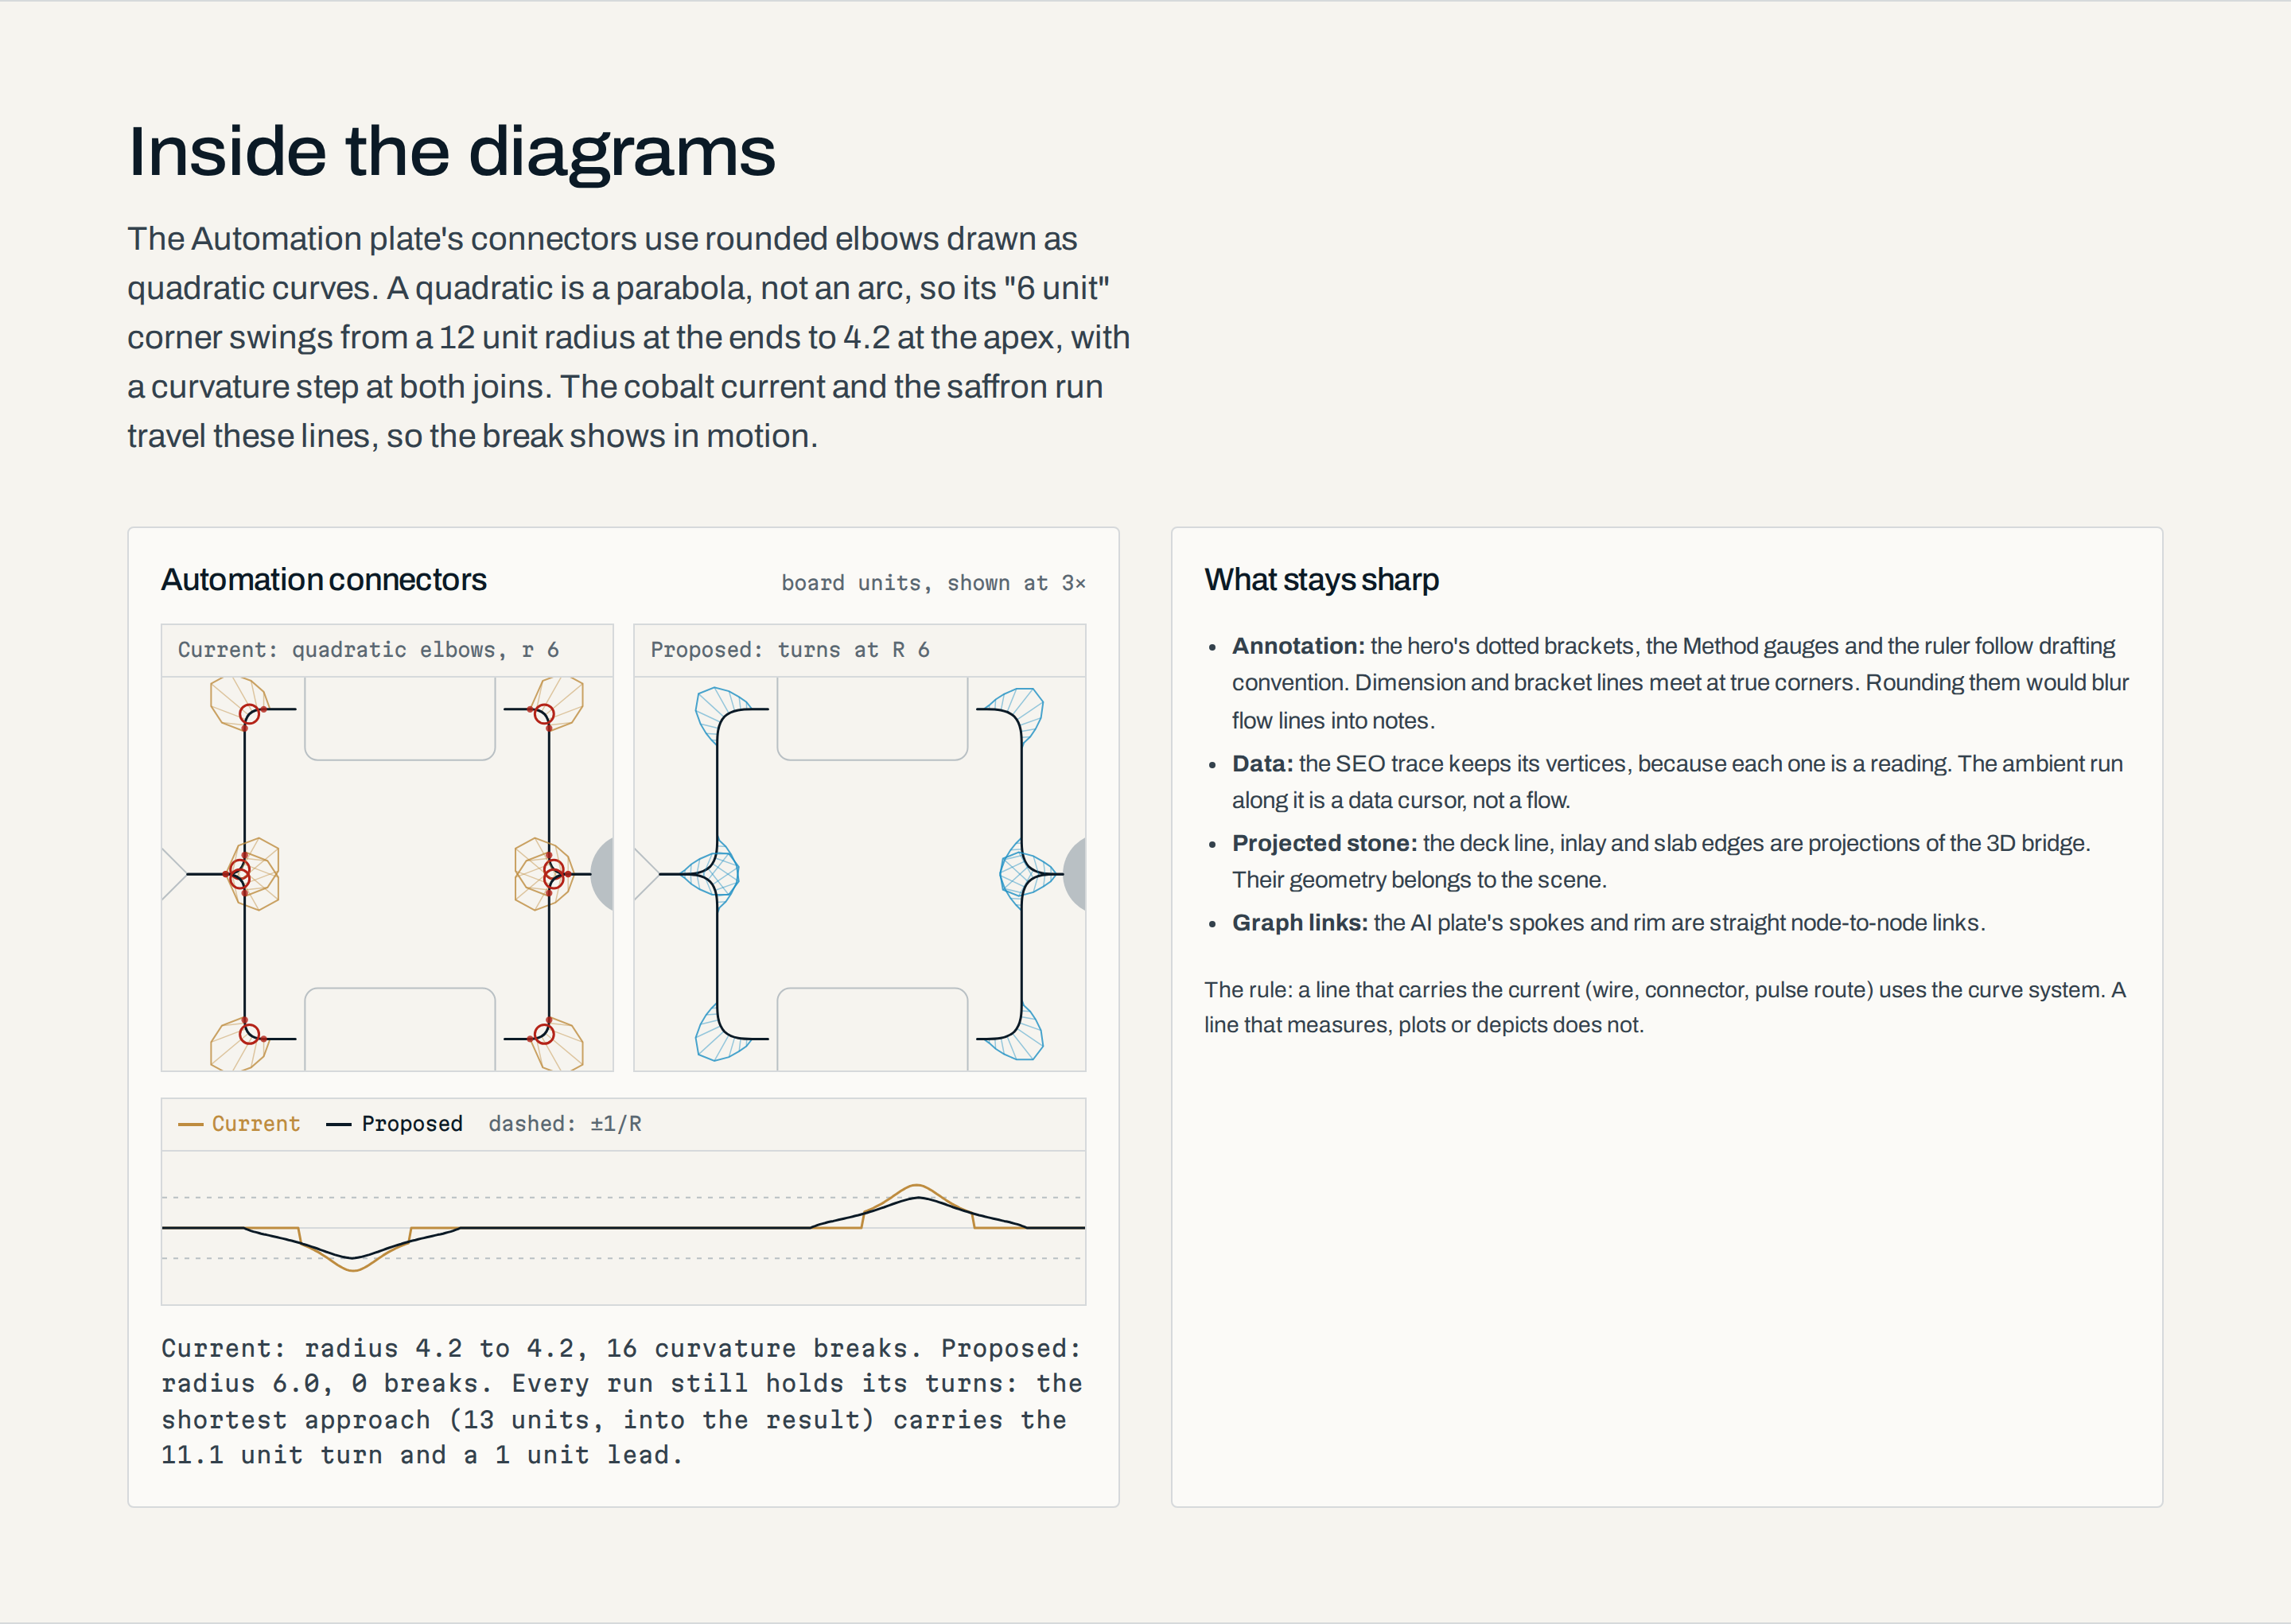 Inside the diagrams
The Automation plate's connectors use rounded elbows drawn as
quadratic curves. A quadratic is a parabola, not an arc, so its "6 unit"
corner swings from a 12 unit radius at the ends to 4.2 at the apex, with
a curvature step at both joins. The cobalt current and the saffron run
travel these lines, so the break shows in motion.
Automation connectors
board units, shown at 3×
Current: quadratic elbows, r 6
Proposed: turns at R 6
Current
Proposed
dashed: ±1/R
Current: radius 4.2 to 4.2, 16 curvature breaks. Proposed:
radius 6.0, 0 breaks. Every run still holds its turns: the
shortest approach (13 units, into the result) carries the
11.1 unit turn and a 1 unit lead.
What stays sharp
• Annotation: the hero's dotted brackets, the Method gauges and the ruler follow drafting
convention. Dimension and bracket lines meet at true corners. Rounding them would blur
flow lines into notes.
• Data: the SEO trace keeps its vertices, because each one is a reading. The ambient run
along it is a data cursor, not a flow.
• Projected stone: the deck line, inlay and slab edges are projections of the 3D bridge.
Their geometry belongs to the scene.
• Graph links: the AI plate's spokes and rim are straight node-to-node links.
The rule: a line that carries the current (wire, connector, pulse route) uses the curve system. A
line that measures, plots or depicts does not.